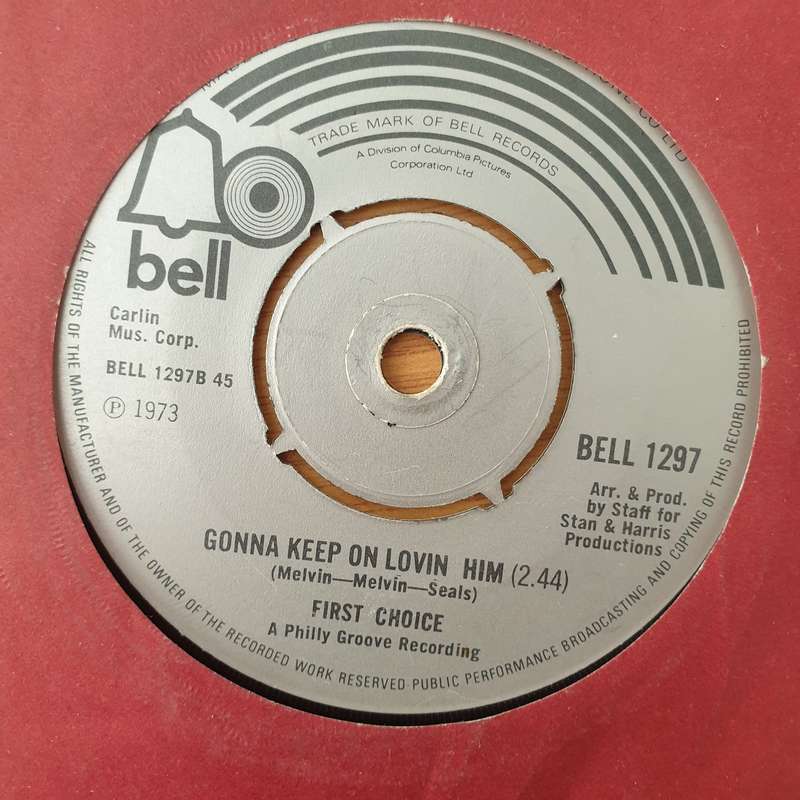 TRADE MARK OF BELL RECORDS
A Division of Columbia Pictures
Corporation Ltd
bell
Carlin
Mus. Corp.
BELL 1297B 45
℗ 1973
BELL 1297
Arr. & Prod.
by Staff for
Stan & Harris
Productions
GONNA KEEP ON LOVIN HIM (2.44)
(Melvin—Melvin—Seals)
FIRST CHOICE
A Philly Groove Recording
ALL RIGHTS OF THE MANUFACTURER AND OF THE OWNER OF THE RECORDED WORK RESERVED PUBLIC PERFORMANCE BROADCASTING AND COPYING OF THIS RECORD PROHIBITED